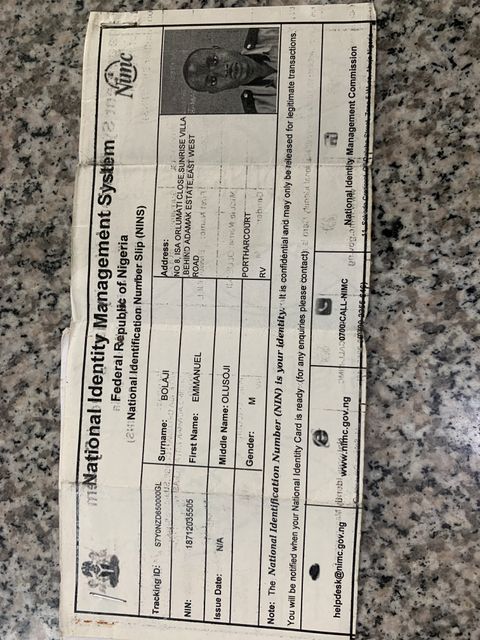 National Identity Management System
Federal Republic of Nigeria
National Identification Number Slip (NINS)
Nimc
Tracking ID: S7Y0NZD650000GL
NIN: 18712035505
Issue Date: N/A
Surname: BOLAJI
First Name: EMMANUEL
Middle Name: OLUSOJI
Gender: M
Address:
NO 8, ISA ORLUMATI CLOSE,SUNRISE VILLA
,BEHIND ADAMAK ESTATE,EAST WEST
ROAD
PORTHARCOURT
RV
Note: The National Identification Number (NIN) is your identity. It is confidential and may only be released for legitimate transactions.
You will be notified when your National Identity Card is ready (for any enquiries please contact)
helpdesk@nimc.gov.ng
www.nimc.gov.ng
0700-CALL-NIMC
National Identity Management Commission